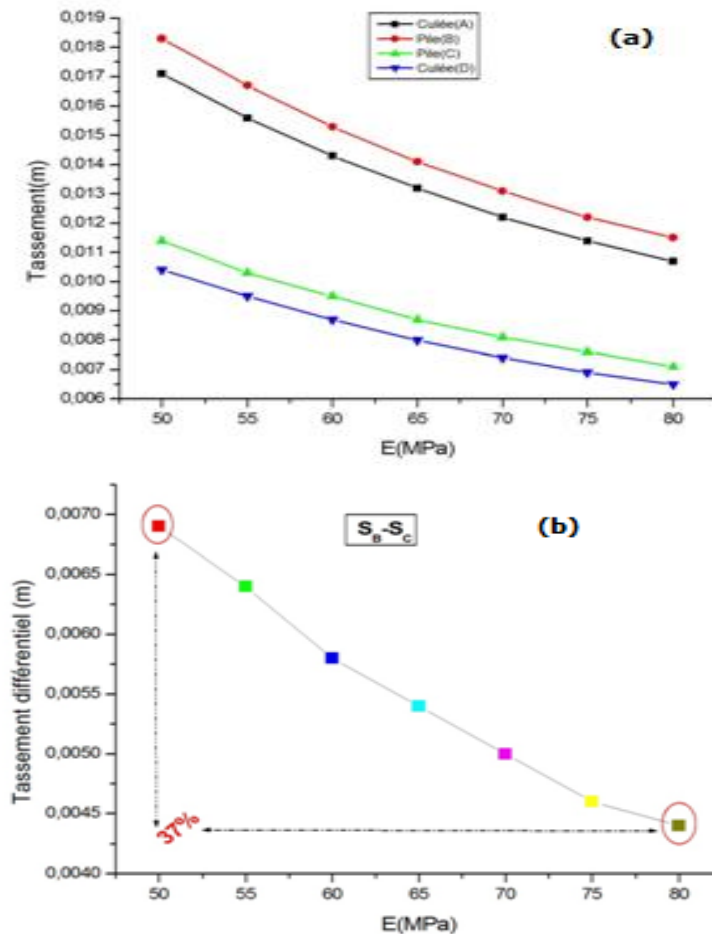 (a)
Culée(A)
Pile(B)
Pile(C)
Culée(D)
0,019
0,018
0,017
0,016
0,015
0,014
0,013
0,012
0,011
0,010
0,009
0,008
0,007
0,006
Tassement(m)
50 55 60 65 70 75 80
E(MPa)
(b)
S_B-S_C
0,0070
0,0065
0,0060
0,0055
0,0050
0,0045
0,0040
Tassement différentiel (m)
37%
50 55 60 65 70 75 80
E(MPa)